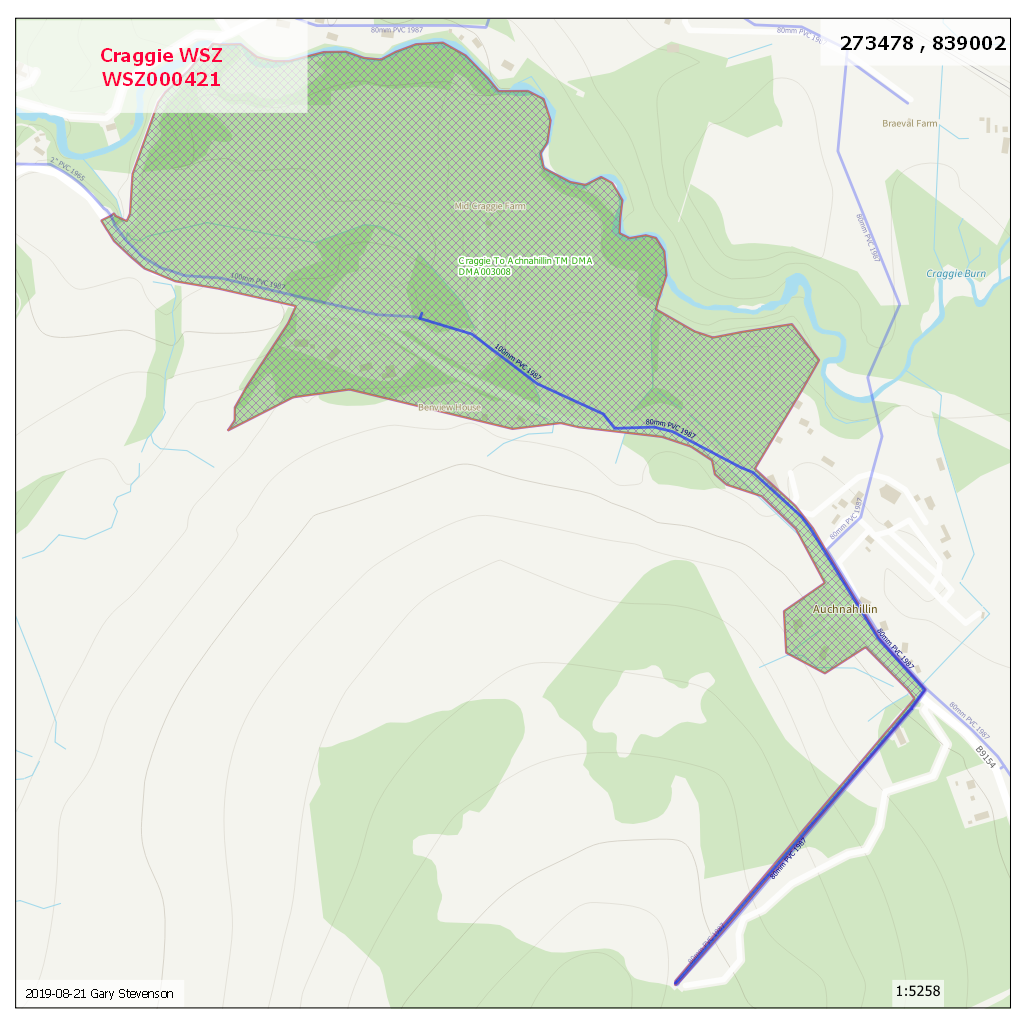 Craggie WSZ
WSZ000421
80mm PVC 1987
80mm PVC
273478 , 839002
Braevâl Farm
2" PVC 1965
Mid Craggie Farm
80mm PVC 1987
Craggie To Achnahillin TM DMA
DMA003008
Craggie Burn
100mm PVC 1987
100mm PVC 1987
Benview House
80mm PVC 1987
80mm PVC 1987
Auchnahillin
80mm PVC 1987
80mm PVC 1987
B9154
80mm PVC 1987
80mm PVC 1987
2019-08-21 Gary Stevenson
1:5258